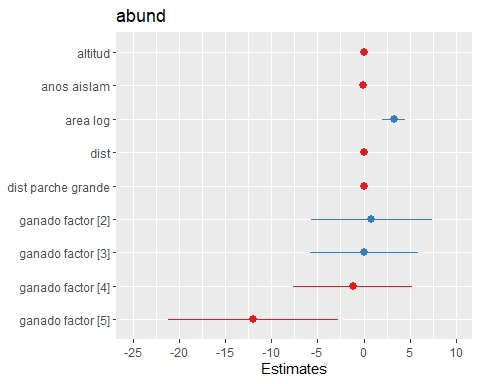 abund
altitud
anos aislam
area log
dist
dist parche grande
ganado factor [2]
ganado factor [3]
ganado factor [4]
ganado factor [5]
-25 -20 -15 -10 -5 0 5 10
Estimates